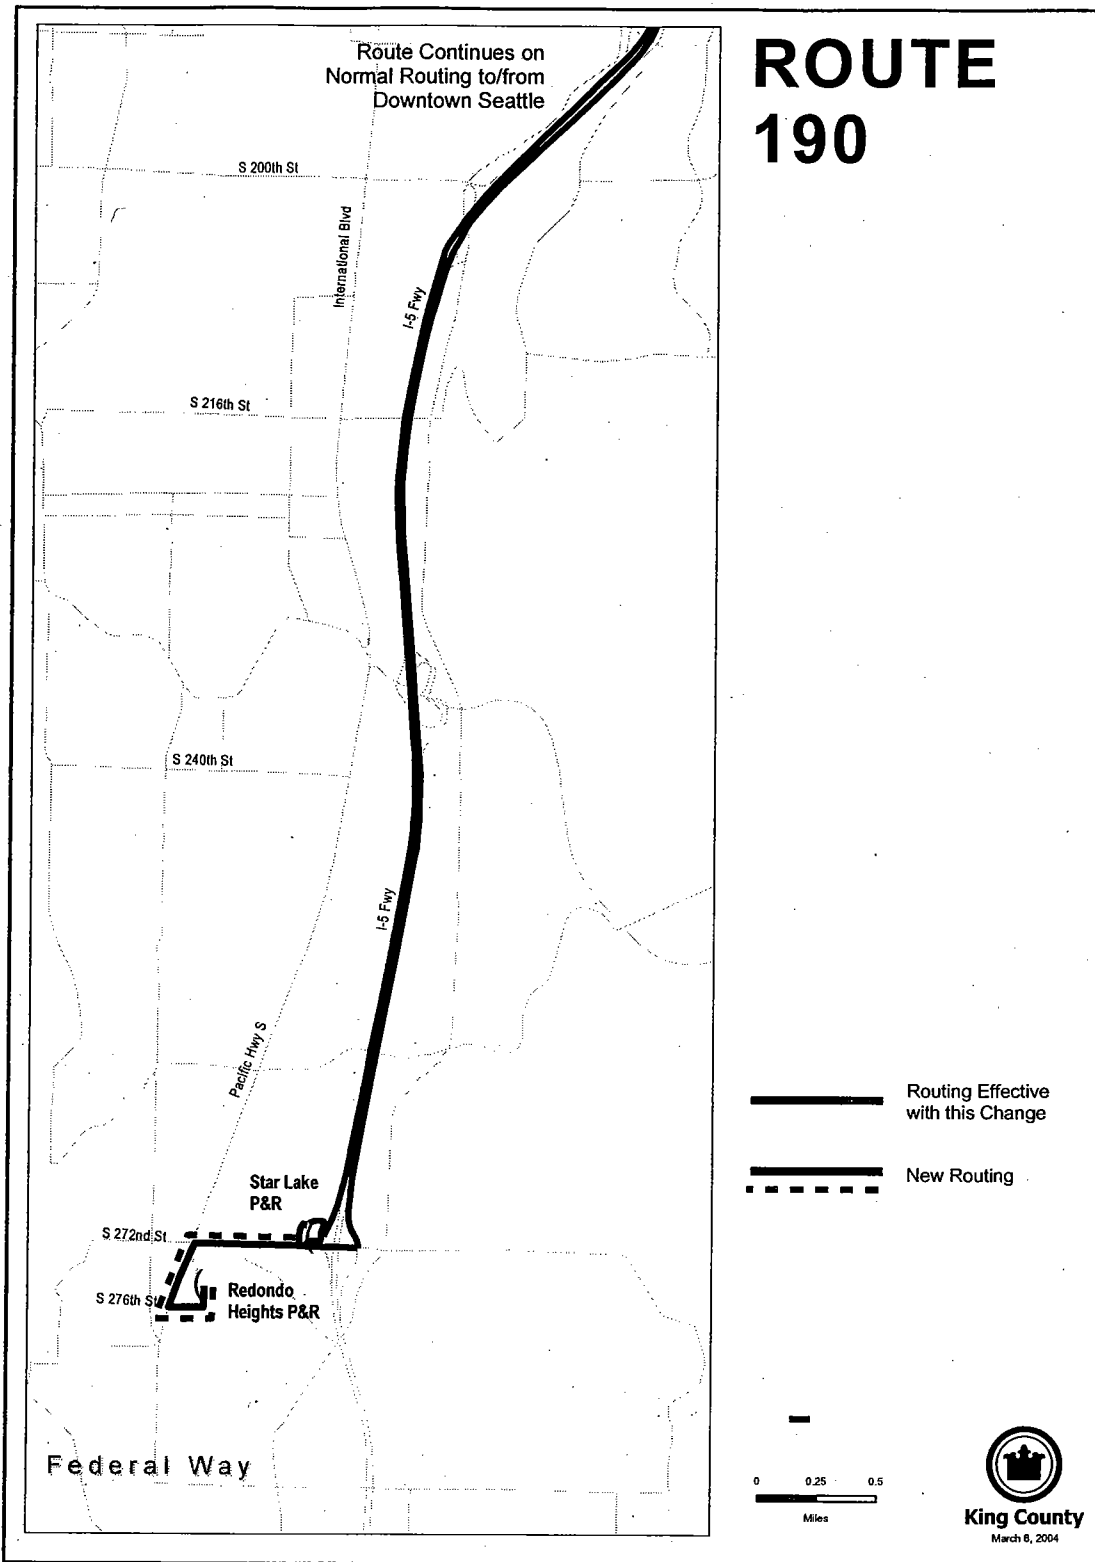 ROUTE
190
Route Continues on
Normal Routing to/from
Downtown Seattle
S 200th St
International Blvd
I-5 Fwy
S 216th St
S 240th St
I-5 Fwy
Pacific Hwy S
Routing Effective
with this Change
New Routing
Star Lake
P&R
S 272nd St
S 276th St
Redondo
Heights P&R
Federal Way
0 0.25 0.5
Miles
King County
March 8, 2004